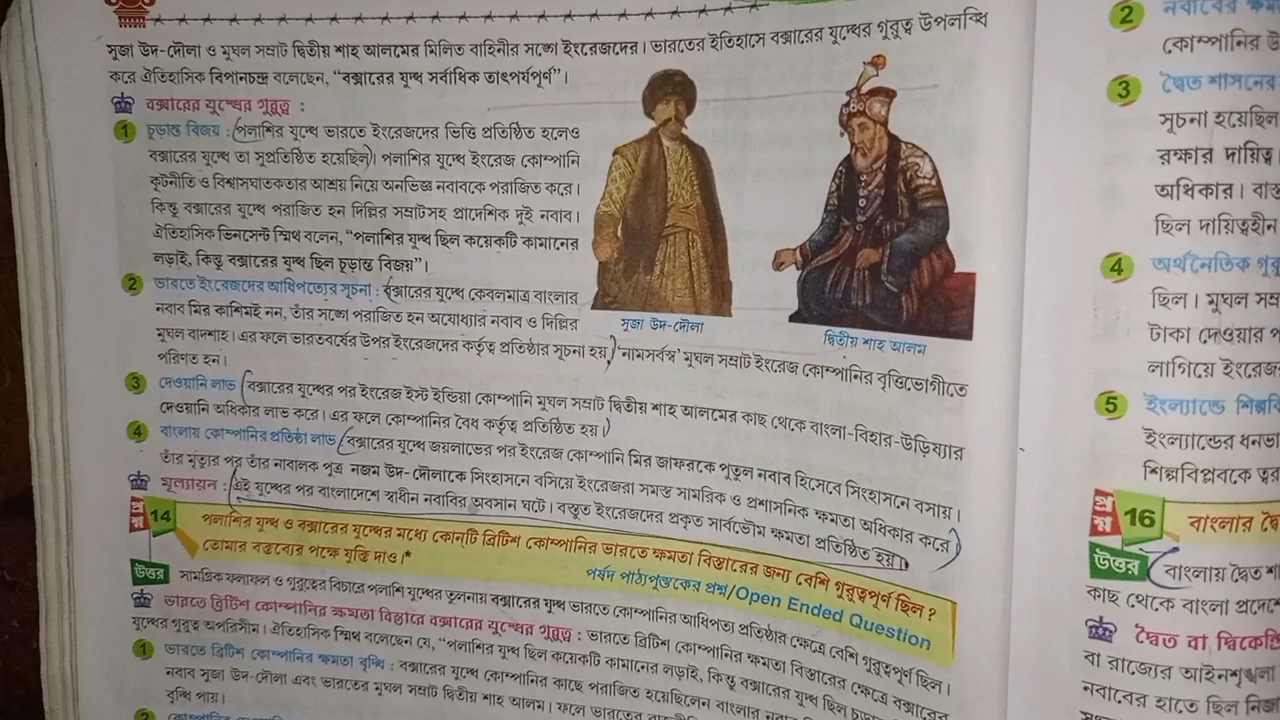 সুজা উদ-দৌলা ও মুঘল সম্রাট দ্বিতীয় শাহ আলমের মিলিত বাহিনীর সঙ্গে ইংরেজদের। ভারতের ইতিহাসে বক্সারের যুদ্ধের গুরুত্ব উপলব্ধি
করে ঐতিহাসিক বিপানচন্দ্র বলেছেন, “বক্সারের যুদ্ধ সর্বাধিক তাৎপর্যপূর্ণ”।
বক্সারের যুদ্ধের গুরুত্ব :
1 চূড়ান্ত বিজয় : পলাশির যুদ্ধে ভারতে ইংরেজদের ভিত্তি প্রতিষ্ঠিত হলেও
বক্সারের যুদ্ধে তা সুপ্রতিষ্ঠিত হয়েছিল। পলাশির যুদ্ধে ইংরেজ কোম্পানি
কূটনীতি ও বিশ্বাসঘাতকতার আশ্রয় নিয়ে অনভিজ্ঞ নবাবকে পরাজিত করে।
কিন্তু বক্সারের যুদ্ধে পরাজিত হন দিল্লির সম্রাটসহ প্রাদেশিক দুই নবাব।
ঐতিহাসিক ভিনসেন্ট স্মিথ বলেন, “পলাশির যুদ্ধ ছিল কয়েকটি কামানের
লড়াই, কিন্তু বক্সারের যুদ্ধ ছিল চূড়ান্ত বিজয়”।
2 ভারতে ইংরেজদের আধিপত্যের সূচনা : বক্সারের যুদ্ধে কেবলমাত্র বাংলার
নবাব মির কাশিমই নন, তাঁর সঙ্গে পরাজিত হন অযোধ্যার নবাব ও দিল্লির
মুঘল বাদশাহ। এর ফলে ভারতবর্ষের উপর ইংরেজদের কর্তৃত্ব প্রতিষ্ঠার সূচনা হয়, ‘নামসর্বস্ব’ মুঘল সম্রাট ইংরেজ কোম্পানির বৃত্তিভোগীতে
পরিণত হন।
সুজা উদ-দৌলা
দ্বিতীয় শাহ আলম
3 দেওয়ানি লাভ বক্সারের যুদ্ধের পর ইংরেজ ইস্ট ইন্ডিয়া কোম্পানি মুঘল সম্রাট দ্বিতীয় শাহ আলমের কাছ থেকে বাংলা-বিহার-উড়িষ্যার
দেওয়ানি অধিকার লাভ করে। এর ফলে কোম্পানির বৈধ কর্তৃত্ব প্রতিষ্ঠিত হয়।
4 বাংলায় কোম্পানির প্রতিষ্ঠা লাভ বক্সারের যুদ্ধে জয়লাভের পর ইংরেজ কোম্পানি মির জাফরকে পুতুল নবাব হিসেবে সিংহাসনে বসায়।
তাঁর মৃত্যুর পর তাঁর নাবালক পুত্র নজম উদ-দৌলাকে সিংহাসনে বসিয়ে ইংরেজরা সমস্ত সামরিক ও প্রশাসনিক ক্ষমতা অধিকার করে
মূল্যায়ন : এই যুদ্ধের পর বাংলাদেশে স্বাধীন নবাবির অবসান ঘটে। বস্তুত ইংরেজদের প্রকৃত সার্বভৌম ক্ষমতা প্রতিষ্ঠিত হয়।
প্রশ্ন 14 পলাশির যুদ্ধ ও বক্সারের যুদ্ধের মধ্যে কোন্‌টি ব্রিটিশ কোম্পানির ভারতে ক্ষমতা বিস্তারের জন্য বেশি গুরুত্বপূর্ণ ছিল?
তোমার বক্তব্যের পক্ষে যুক্তি দাও।*
পর্ষদ পাঠ্যপুস্তকের প্রশ্ন/Open Ended Question
উত্তর সামগ্রিক ফলাফল ও গুরুত্বের বিচারে পলাশি যুদ্ধের তুলনায় বক্সারের যুদ্ধ ভারতে কোম্পানির আধিপত্য প্রতিষ্ঠার ক্ষেত্রে বেশি গুরুত্বপূর্ণ ছিল।
ভারতে ব্রিটিশ কোম্পানির ক্ষমতা বিস্তারে বক্সারের যুদ্ধের গুরুত্ব : ভারতে ব্রিটিশ কোম্পানির ক্ষমতা বিস্তারের ক্ষেত্রে বক্সারের
যুদ্ধের গুরুত্ব অপরিসীম। ঐতিহাসিক স্মিথ বলেছেন যে, “পলাশির যুদ্ধ ছিল কয়েকটি কামানের লড়াই, কিন্তু বক্সারের যুদ্ধ ছিল
1 ভারতে ব্রিটিশ কোম্পানির ক্ষমতা বৃদ্ধি : বক্সারের যুদ্ধে কোম্পানির কাছে পরাজিত হয়েছিলেন বাংলার নবাব
নবাব সুজা উদ-দৌলা এবং ভারতের মুঘল সম্রাট দ্বিতীয় শাহ আলম। ফলে ভারতের
বৃদ্ধি পায়।
2
2 নবাবের
কোম্পানির
3 দ্বৈত শাসনের
সূচনা হয়েছিল
রক্ষার দায়িত্ব
অধিকার।
ছিল দায়িত্বহীন
4 অর্থনৈতিক
ছিল। মুঘল
টাকা দেওয়ার
লাগিয়ে ইংরেজ
5 ইংল্যান্ডে
ইংল্যান্ডের
শিল্পবিপ্লবকে
প্রশ্ন 16 বাংলার
উত্তর বাংলায় দ্বৈত
কাছ থেকে বাংলা
দ্বৈত বা
বা রাজ্যের
নবাবের হাতে ছিল